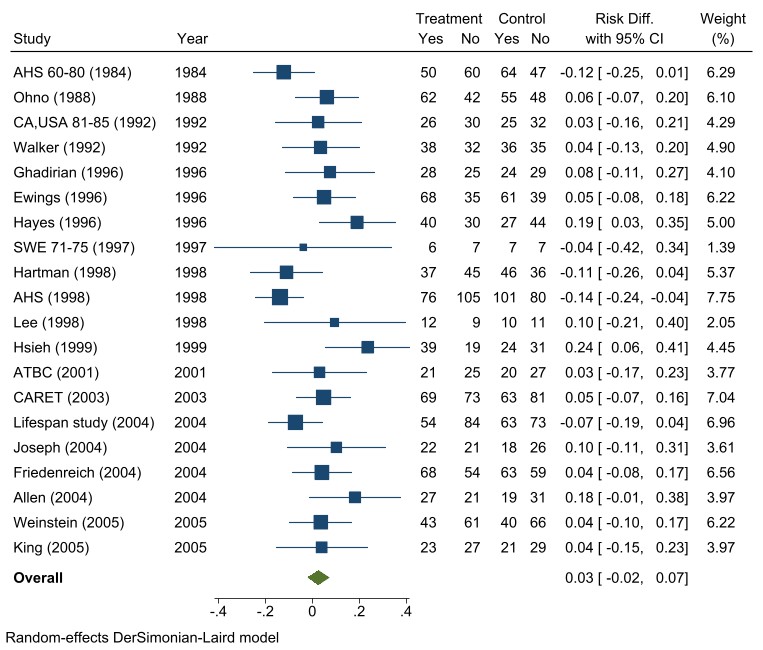 Treatment Control Risk Diff. Weight
Study Year Yes No Yes No with 95% CI (%)
AHS 60-80 (1984) 1984 50 60 64 47 -0.12 [ -0.25, 0.01] 6.29
Ohno (1988) 1988 62 42 55 48 0.06 [ -0.07, 0.20] 6.10
CA,USA 81-85 (1992) 1992 26 30 25 32 0.03 [ -0.16, 0.21] 4.29
Walker (1992) 1992 38 32 36 35 0.04 [ -0.13, 0.20] 4.90
Ghadirian (1996) 1996 28 25 24 29 0.08 [ -0.11, 0.27] 4.10
Ewings (1996) 1996 68 35 61 39 0.05 [ -0.08, 0.18] 6.22
Hayes (1996) 1996 40 30 27 44 0.19 [ 0.03, 0.35] 5.00
SWE 71-75 (1997) 1997 6 7 7 7 -0.04 [ -0.42, 0.34] 1.39
Hartman (1998) 1998 37 45 46 36 -0.11 [ -0.26, 0.04] 5.37
AHS (1998) 1998 76 105 101 80 -0.14 [ -0.24, -0.04] 7.75
Lee (1998) 1998 12 9 10 11 0.10 [ -0.21, 0.40] 2.05
Hsieh (1999) 1999 39 19 24 31 0.24 [ 0.06, 0.41] 4.45
ATBC (2001) 2001 21 25 20 27 0.03 [ -0.17, 0.23] 3.77
CARET (2003) 2003 69 73 63 81 0.05 [ -0.07, 0.16] 7.04
Lifespan study (2004) 2004 54 84 63 73 -0.07 [ -0.19, 0.04] 6.96
Joseph (2004) 2004 22 21 18 26 0.10 [ -0.11, 0.31] 3.61
Friedenreich (2004) 2004 68 54 63 59 0.04 [ -0.08, 0.17] 6.56
Allen (2004) 2004 27 21 19 31 0.18 [ -0.01, 0.38] 3.97
Weinstein (2005) 2005 43 61 40 66 0.04 [ -0.10, 0.17] 6.22
King (2005) 2005 23 27 21 29 0.04 [ -0.15, 0.23] 3.97
Overall 0.03 [ -0.02, 0.07]
-.4 -.2 0 .2 .4
Random-effects DerSimonian-Laird model